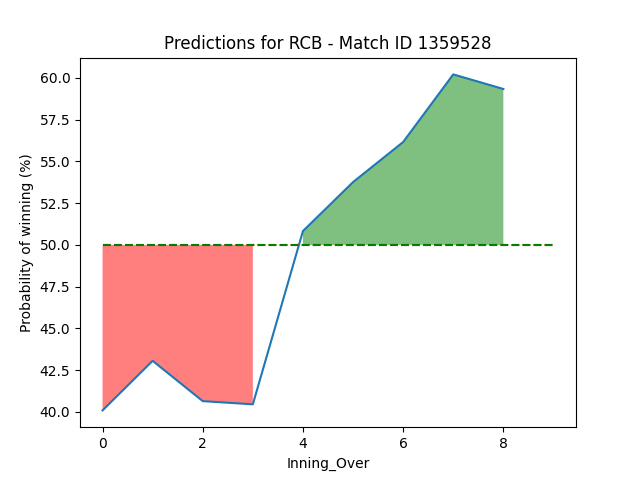 Predictions for RCB - Match ID 1359528
Probability of winning (%)
60.0
57.5
55.0
52.5
50.0
47.5
45.0
42.5
40.0
0 2 4 6 8
Inning_Over